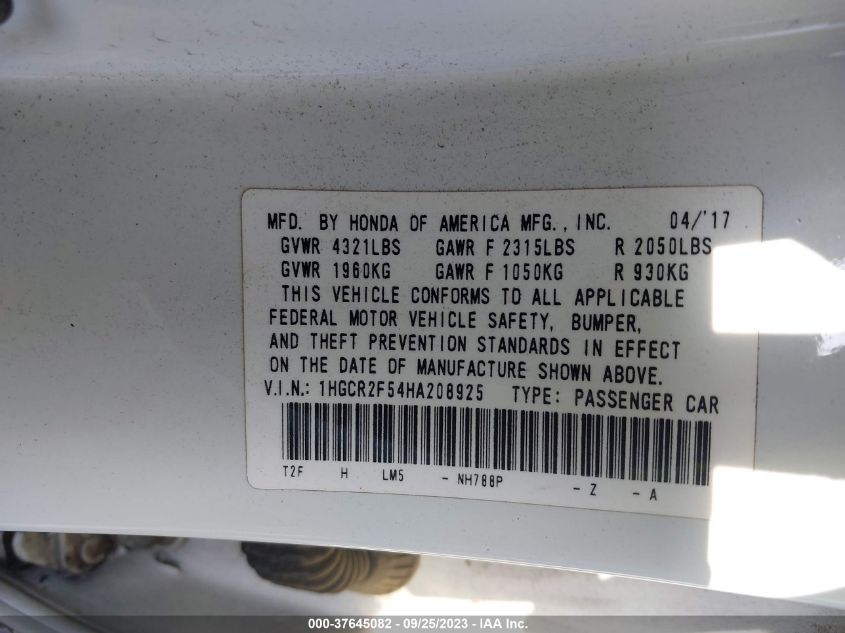 MFD. BY HONDA OF AMERICA MFG., INC. 04/'17
GVWR 4321LBS GAWR F 2315LBS R 2050LBS
GVWR 1960KG GAWR F 1050KG R 930KG
THIS VEHICLE CONFORMS TO ALL APPLICABLE
FEDERAL MOTOR VEHICLE SAFETY, BUMPER,
AND THEFT PREVENTION STANDARDS IN EFFECT
ON THE DATE OF MANUFACTURE SHOWN ABOVE.
V.I.N.: 1HGCR2F54HA208925 TYPE: PASSENGER CAR
T2F H LM5 - NH788P - Z - A
000-37645082 - 09/25/2023 - IAA Inc.